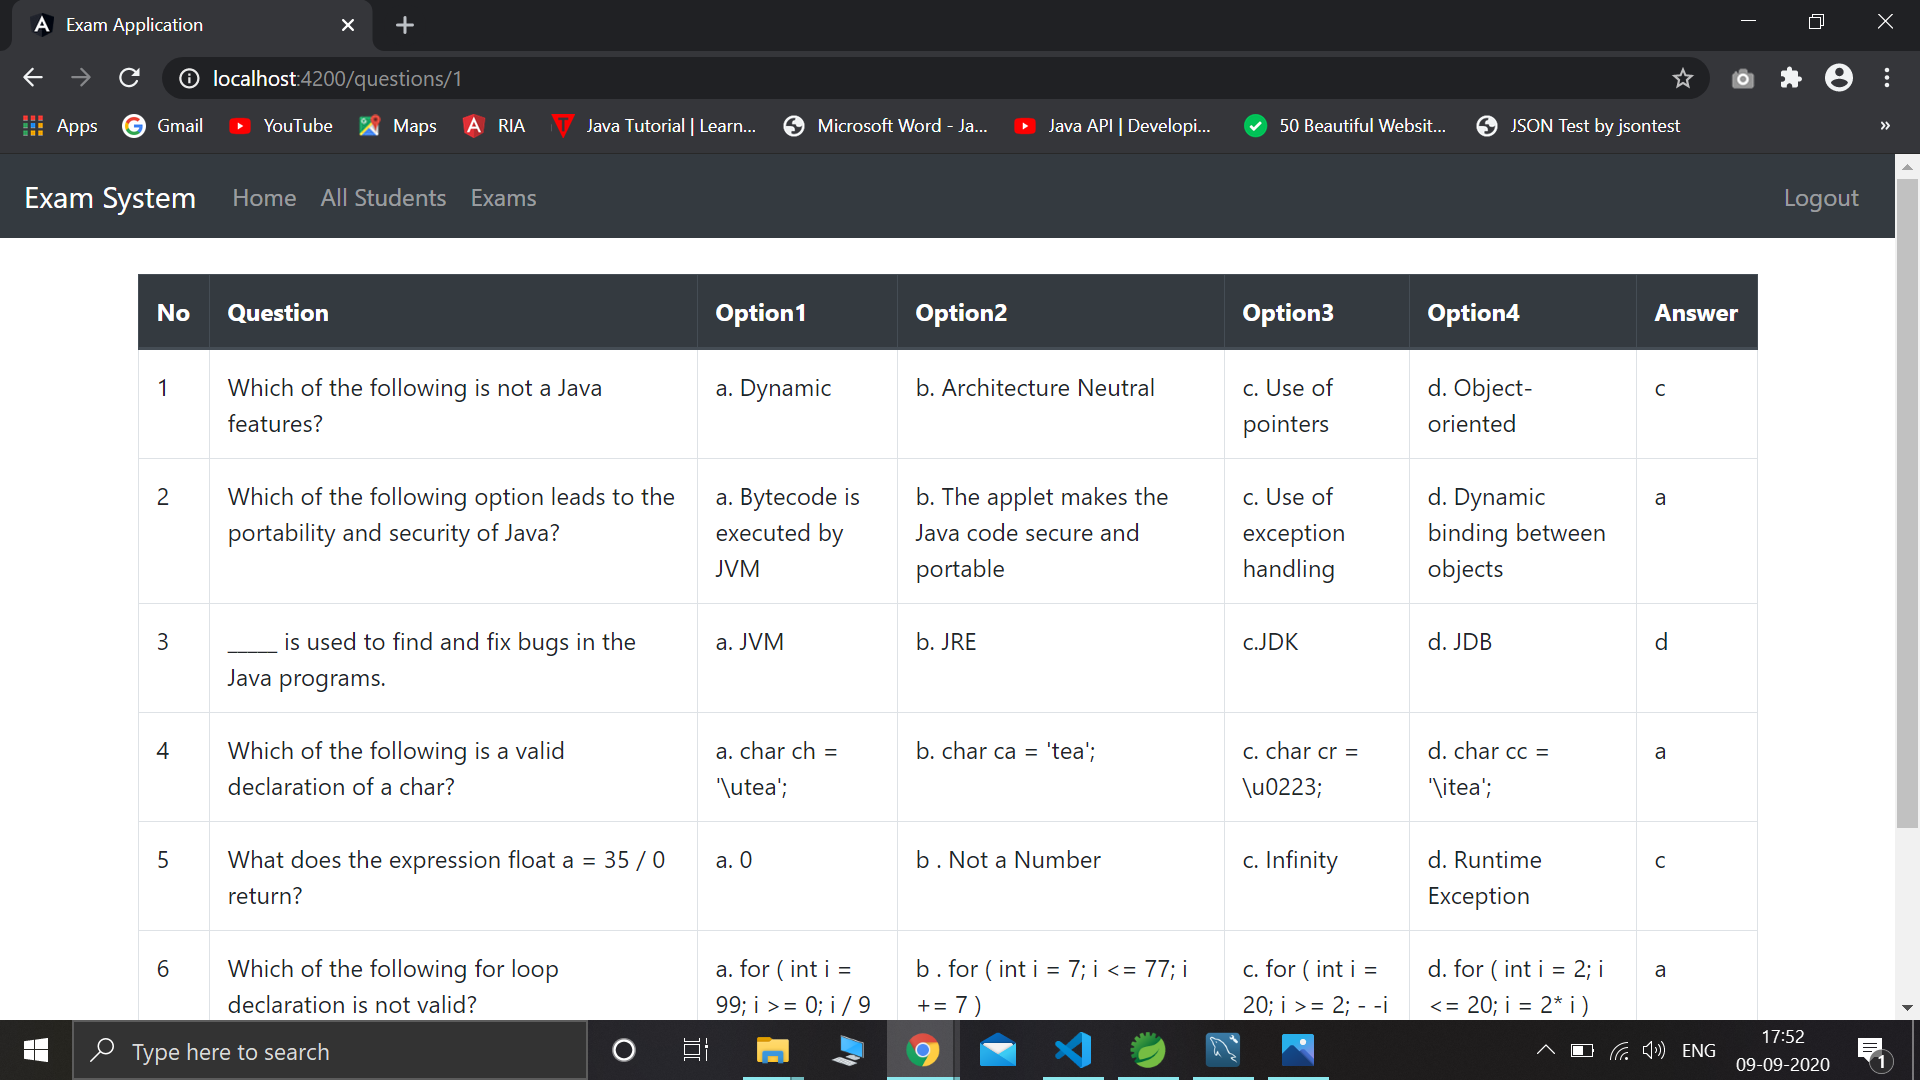 Exam Application
localhost:4200/questions/1
Apps Gmail YouTube Maps RIA Java Tutorial | Learn... Microsoft Word - Ja... Java API | Developi... 50 Beautiful Websit... JSON Test by jsontest »
Exam System Home All Students Exams Logout
No Question Option1 Option2 Option3 Option4 Answer
1 Which of the following is not a Java a. Dynamic b. Architecture Neutral c. Use of d. Object- c
features? pointers oriented
2 Which of the following option leads to the a. Bytecode is b. The applet makes the c. Use of d. Dynamic a
portability and security of Java? executed by Java code secure and exception binding between
JVM portable handling objects
3 _____ is used to find and fix bugs in the a. JVM b. JRE c.JDK d. JDB d
Java programs.
4 Which of the following is a valid a. char ch = b. char ca = 'tea'; c. char cr = d. char cc = a
declaration of a char? '\utea'; \u0223; '\itea';
5 What does the expression float a = 35 / 0 a. 0 b . Not a Number c. Infinity d. Runtime c
return? Exception
6 Which of the following for loop a. for ( int i = b . for ( int i = 7; i <= 77; i c. for ( int i = d. for ( int i = 2; i a
declaration is not valid? 99; i >= 0; i / 9 += 7 ) 20; i >= 2; - -i <= 20; i = 2* i )
Type here to search ENG 17:52
09-09-2020 1